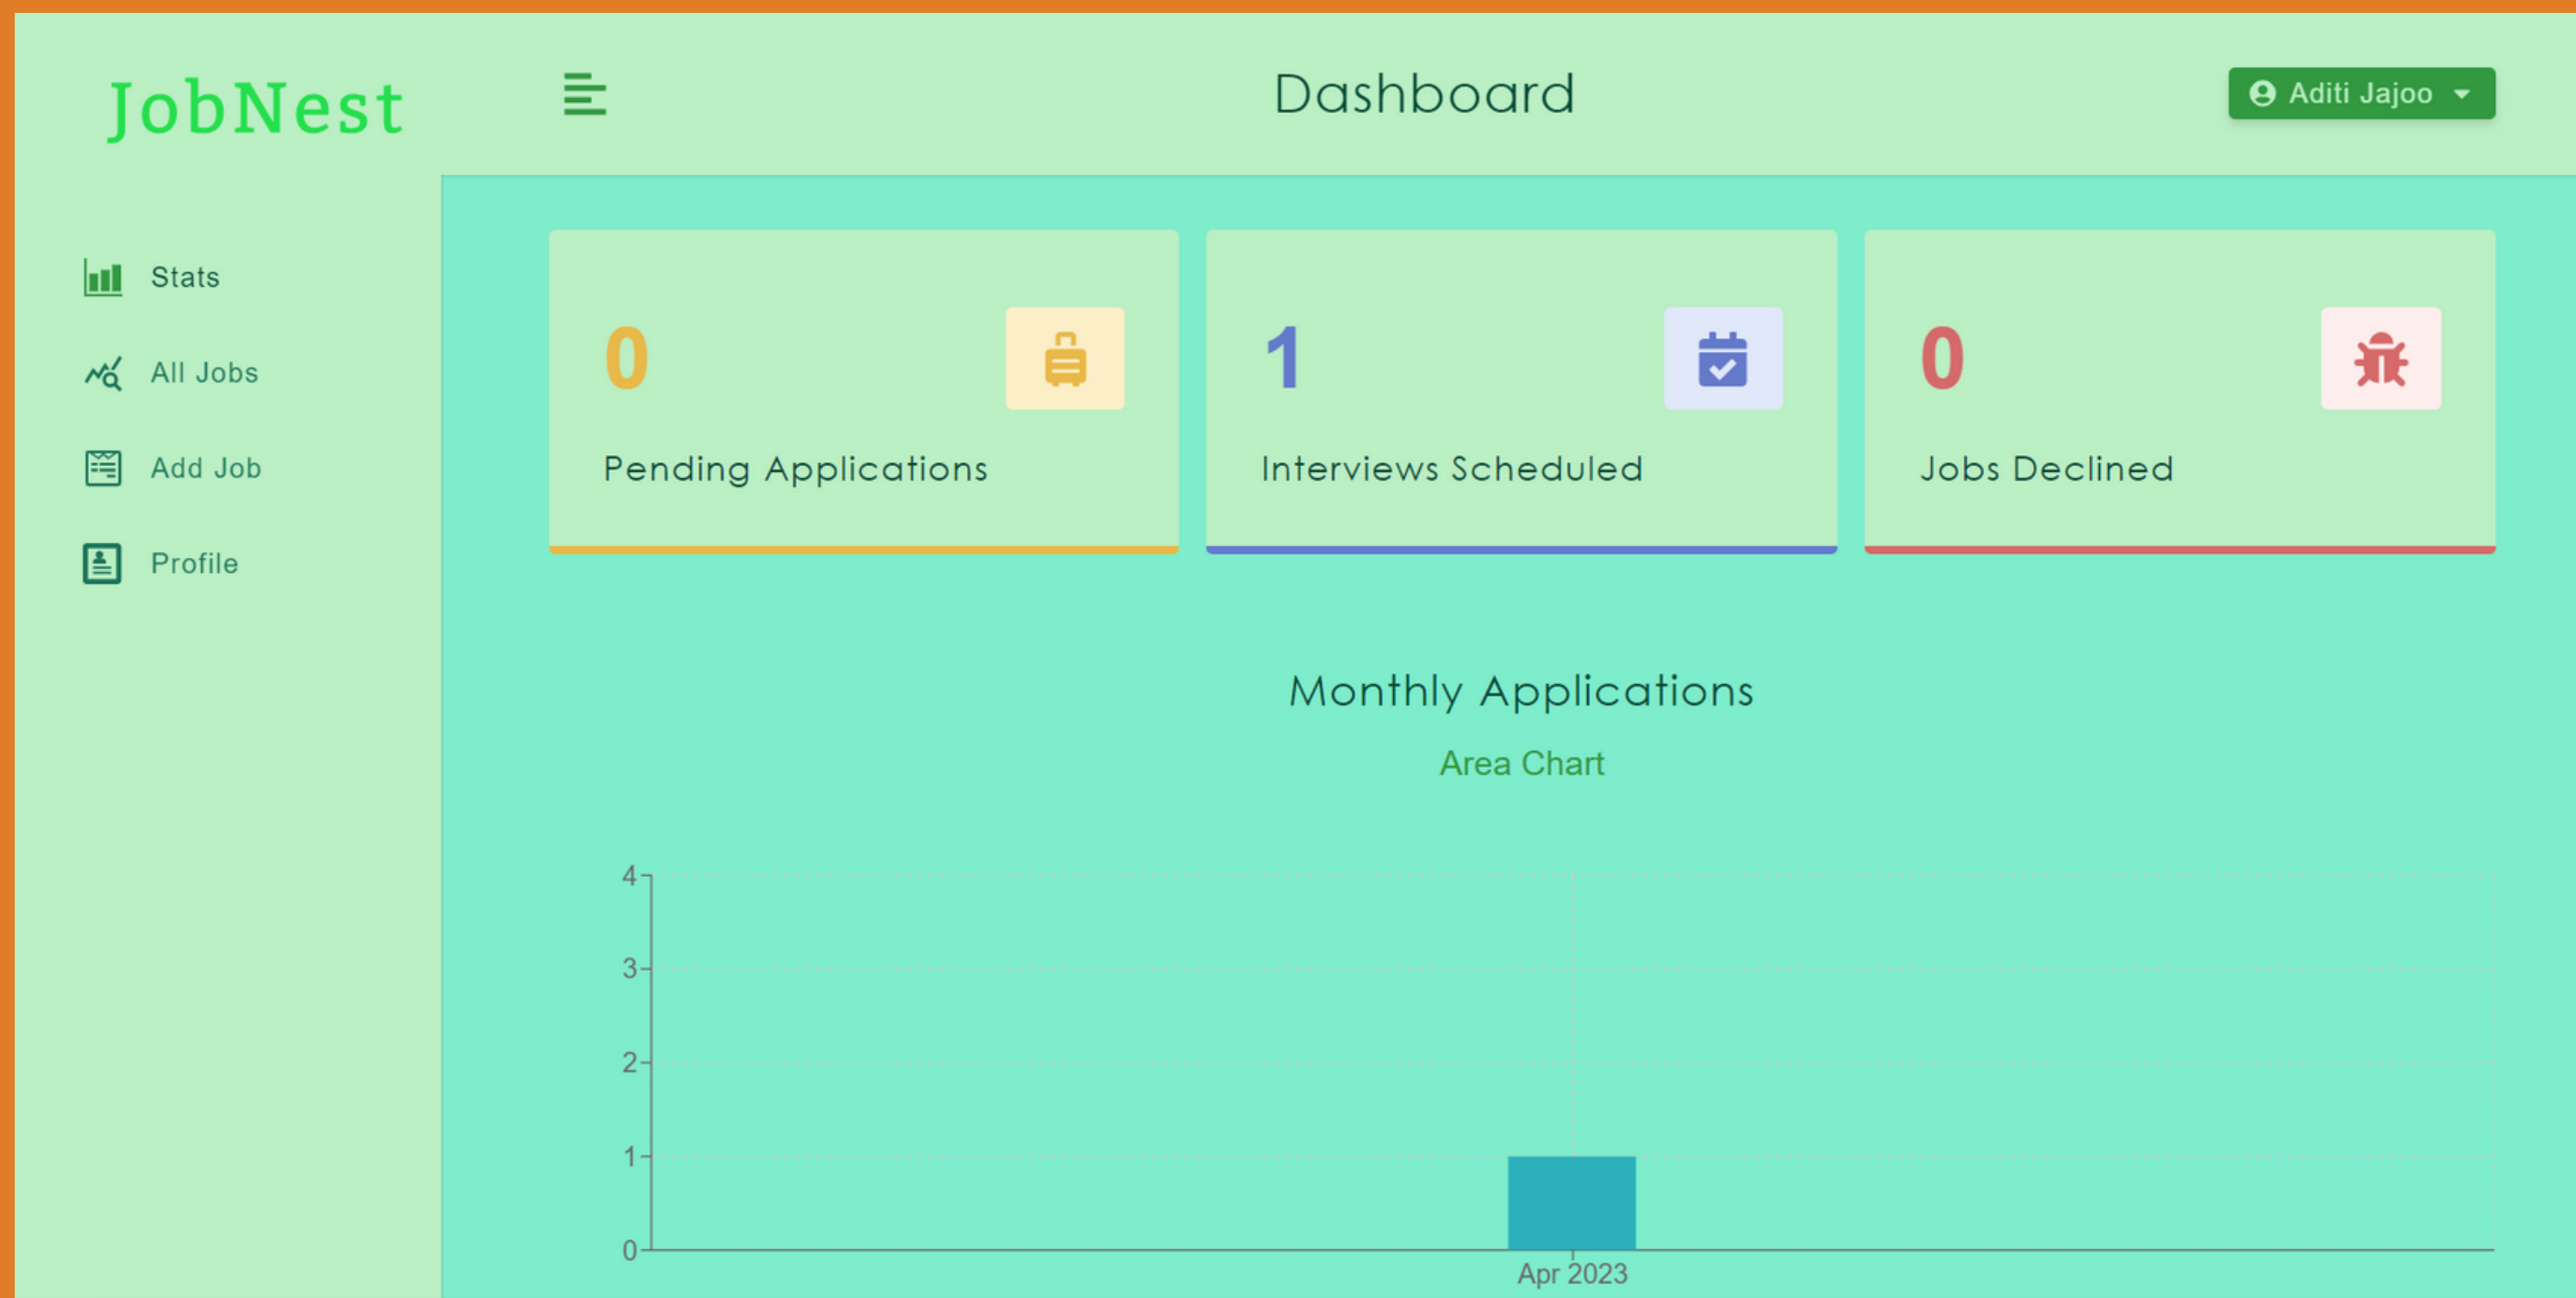 JobNest
Dashboard
Aditi Jajoo
Stats
All Jobs
Add Job
Profile
0
Pending Applications
1
Interviews Scheduled
0
Jobs Declined
Monthly Applications
Area Chart
4
3
2
1
0
Apr 2023